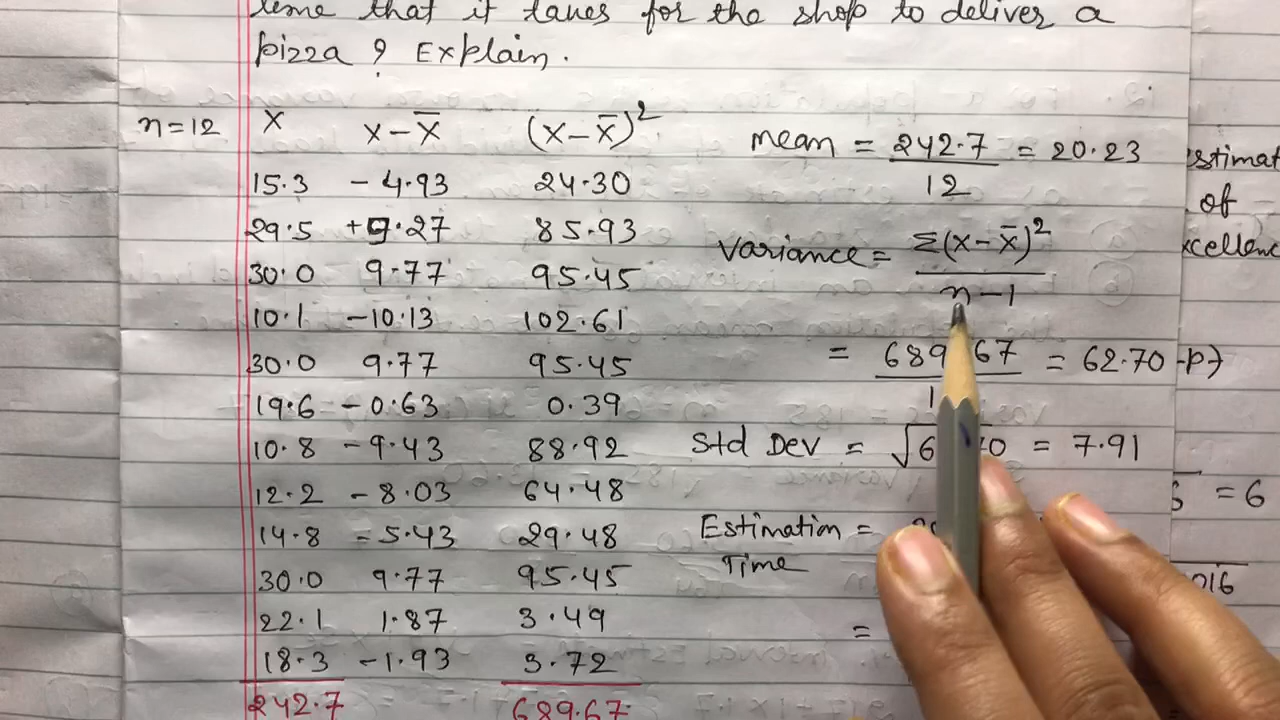 time that it takes for the shop to deliver a
pizza ? Explain.
n=12 X X-X̄ (X-X̄)²
15.3 -4.93 24.30
29.5 +9.27 85.93
30.0 9.77 95.45
10.1 -10.13 102.61
30.0 9.77 95.45
19.6 -0.63 0.39
10.8 -9.43 88.92
12.2 -8.03 64.48
14.8 -5.43 29.48
30.0 9.77 95.45
22.1 1.87 3.49
18.3 -1.93 3.72
242.7 689.67
mean = 242.7 = 20.23
12
Variance = Σ(X-X̄)²
n-1
= 689 67 = 62.70
Std Dev = √6 0 = 7.91
Estimation =
Time
=
of
= 6
016